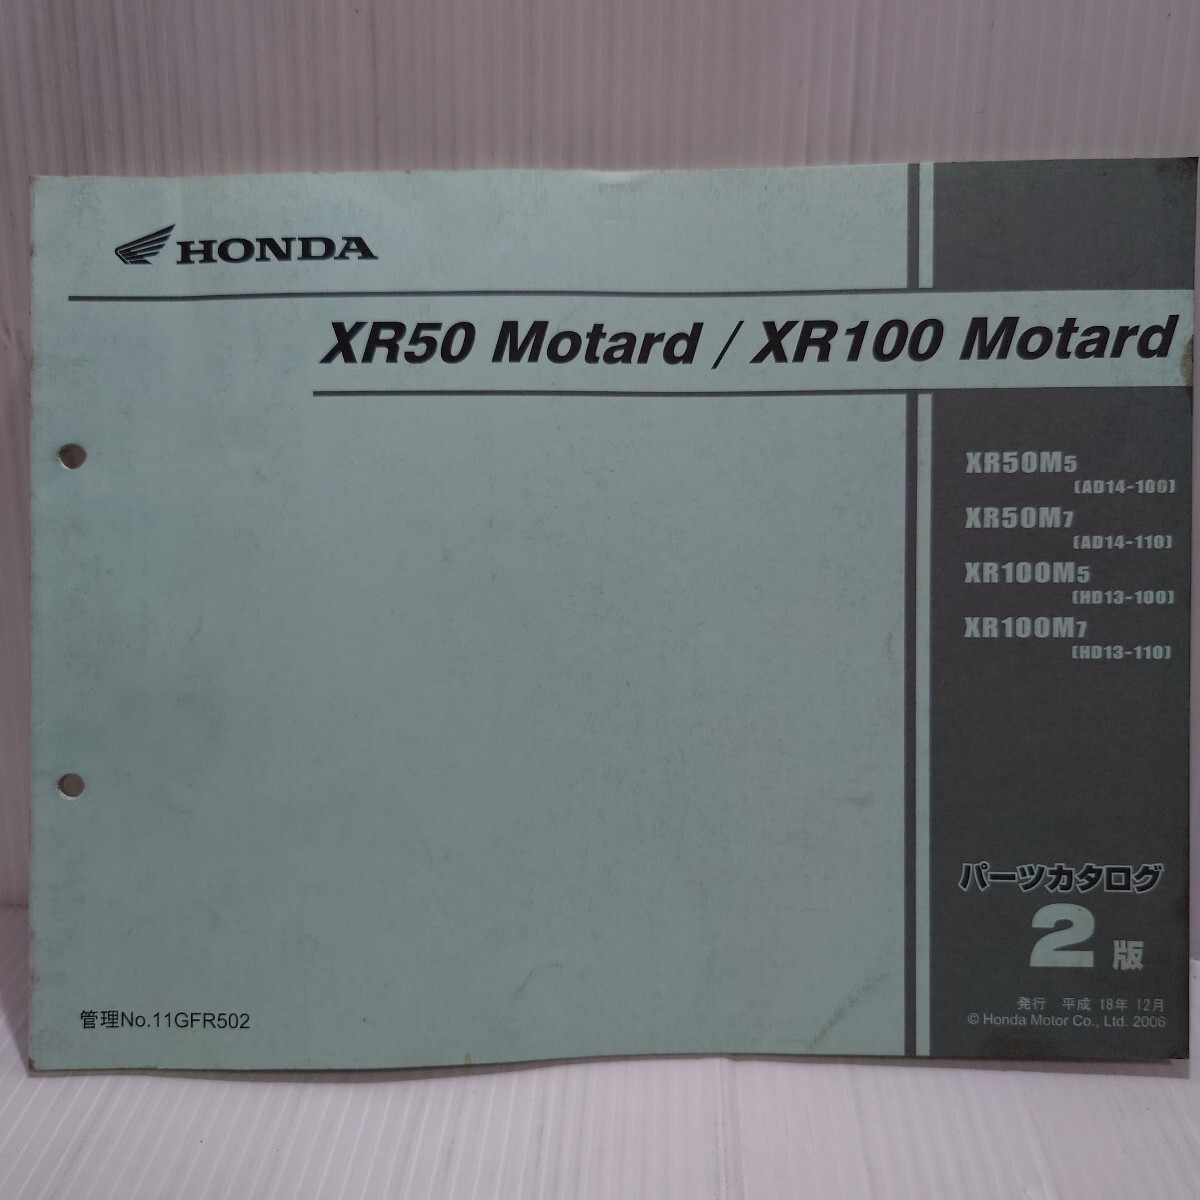 HONDA
XR50 Motard / XR100 Motard
XR50M5
(AD14-100)
XR50M7
(AD14-110)
XR100M5
(HD13-100)
XR100M7
(HD13-110)
パーツカタログ
2版
発行 平成 18年 12月
© Honda Motor Co., Ltd. 2006
管理No.11GFR502